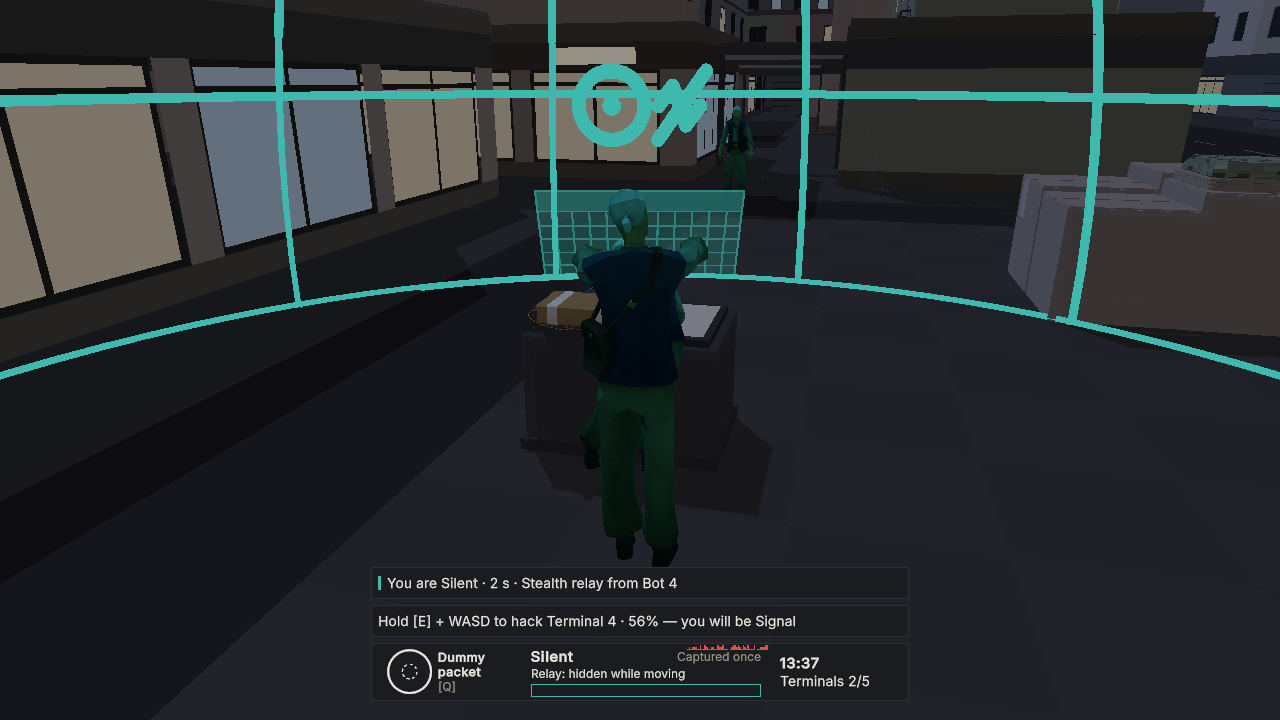 You are Silent · 2 s · Stealth relay from Bot 4
Hold [E] + WASD to hack Terminal 4 · 56% — you will be Signal
Dummy packet
[Q]
Silent
Captured once
Relay: hidden while moving
13:37
Terminals 2/5